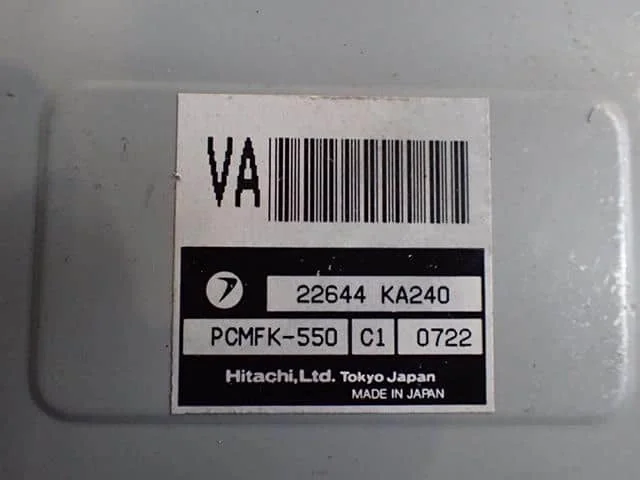 VA
22644 KA240
PCMFK-550 C1 0722
Hitachi, Ltd. Tokyo Japan
MADE IN JAPAN